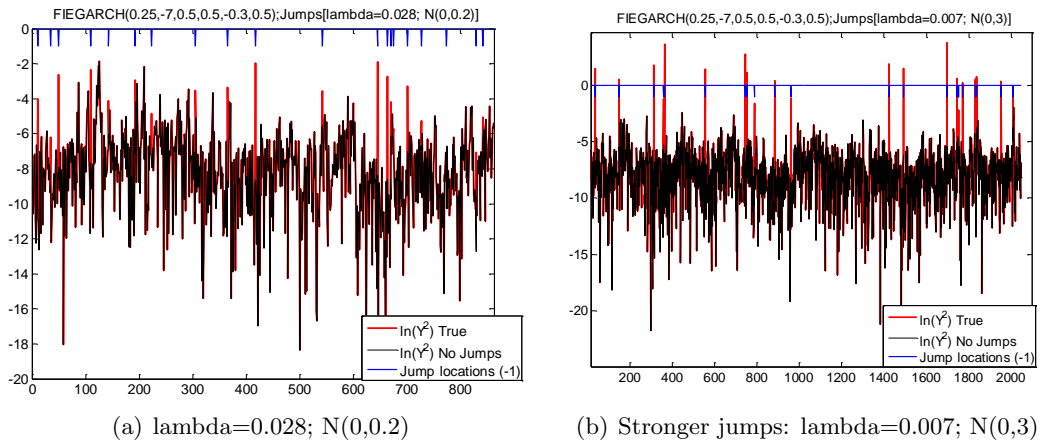 FIEGARCH(0.25,-7,0.5,0.5,-0.3,0.5);Jumps[lambda=0.028; N(0,0.2)]
0
-2
-4
-6
-8
-10
-12
-14
-16
-18
-20
0 100 200 300 400 500 600 700 800
ln(Y²) True
ln(Y²) No Jumps
Jump locations (-1)
(a) lambda=0.028; N(0,0.2)
FIEGARCH(0.25,-7,0.5,0.5,-0.3,0.5);Jumps[lambda=0.007; N(0,3)]
0
-5
-10
-15
-20
200 400 600 800 1000 1200 1400 1600 1800 2000
ln(Y²) True
ln(Y²) No Jumps
Jump locations (-1)
(b) Stronger jumps: lambda=0.007; N(0,3)